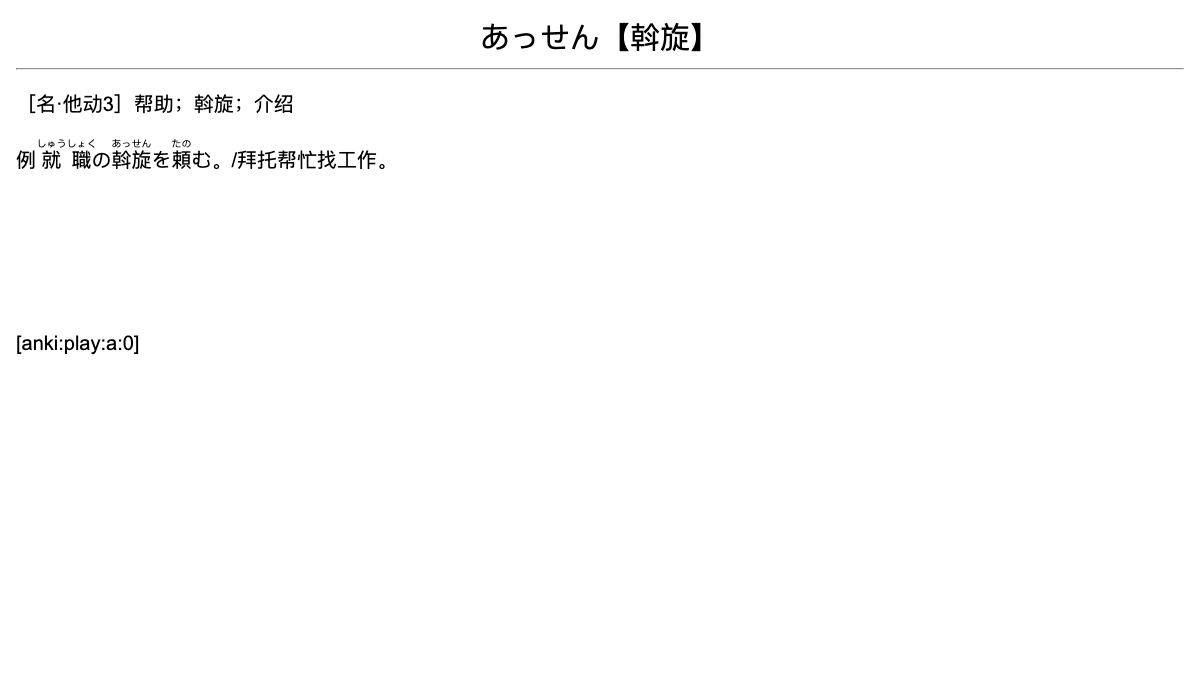 あっせん【斡旋】
［名·他动3］帮助；斡旋；介绍
しゅうしょく あっせん たの
例 就 職の斡旋を頼む。/拜托帮忙找工作。
[anki:play:a:0]